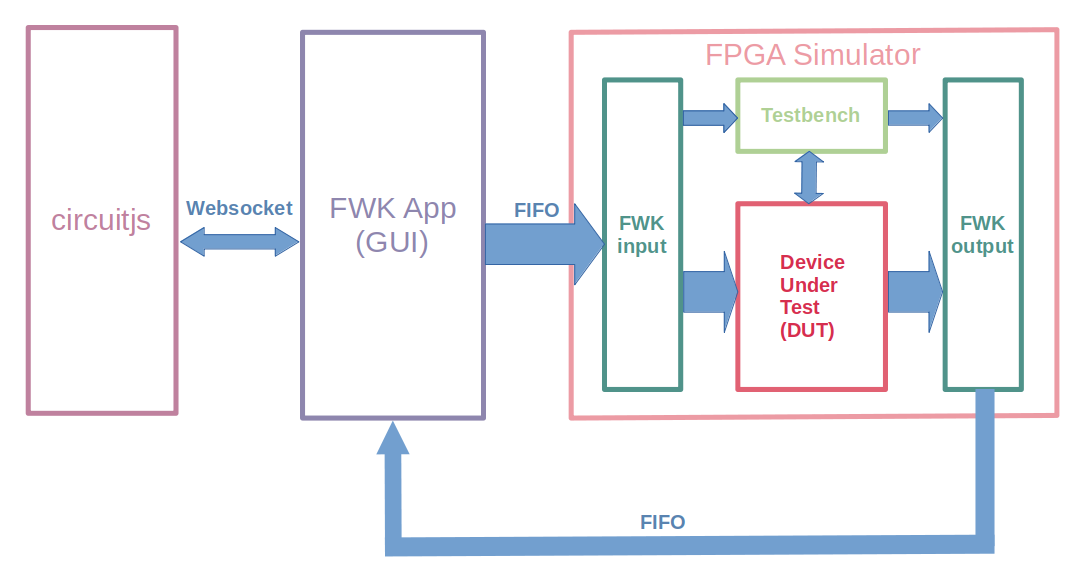 FPGA Simulator
Testbench
circuitjs
Websocket
FWK App
(GUI)
FIFO
FWK
input
Device
Under
Test
(DUT)
FWK
output
FIFO